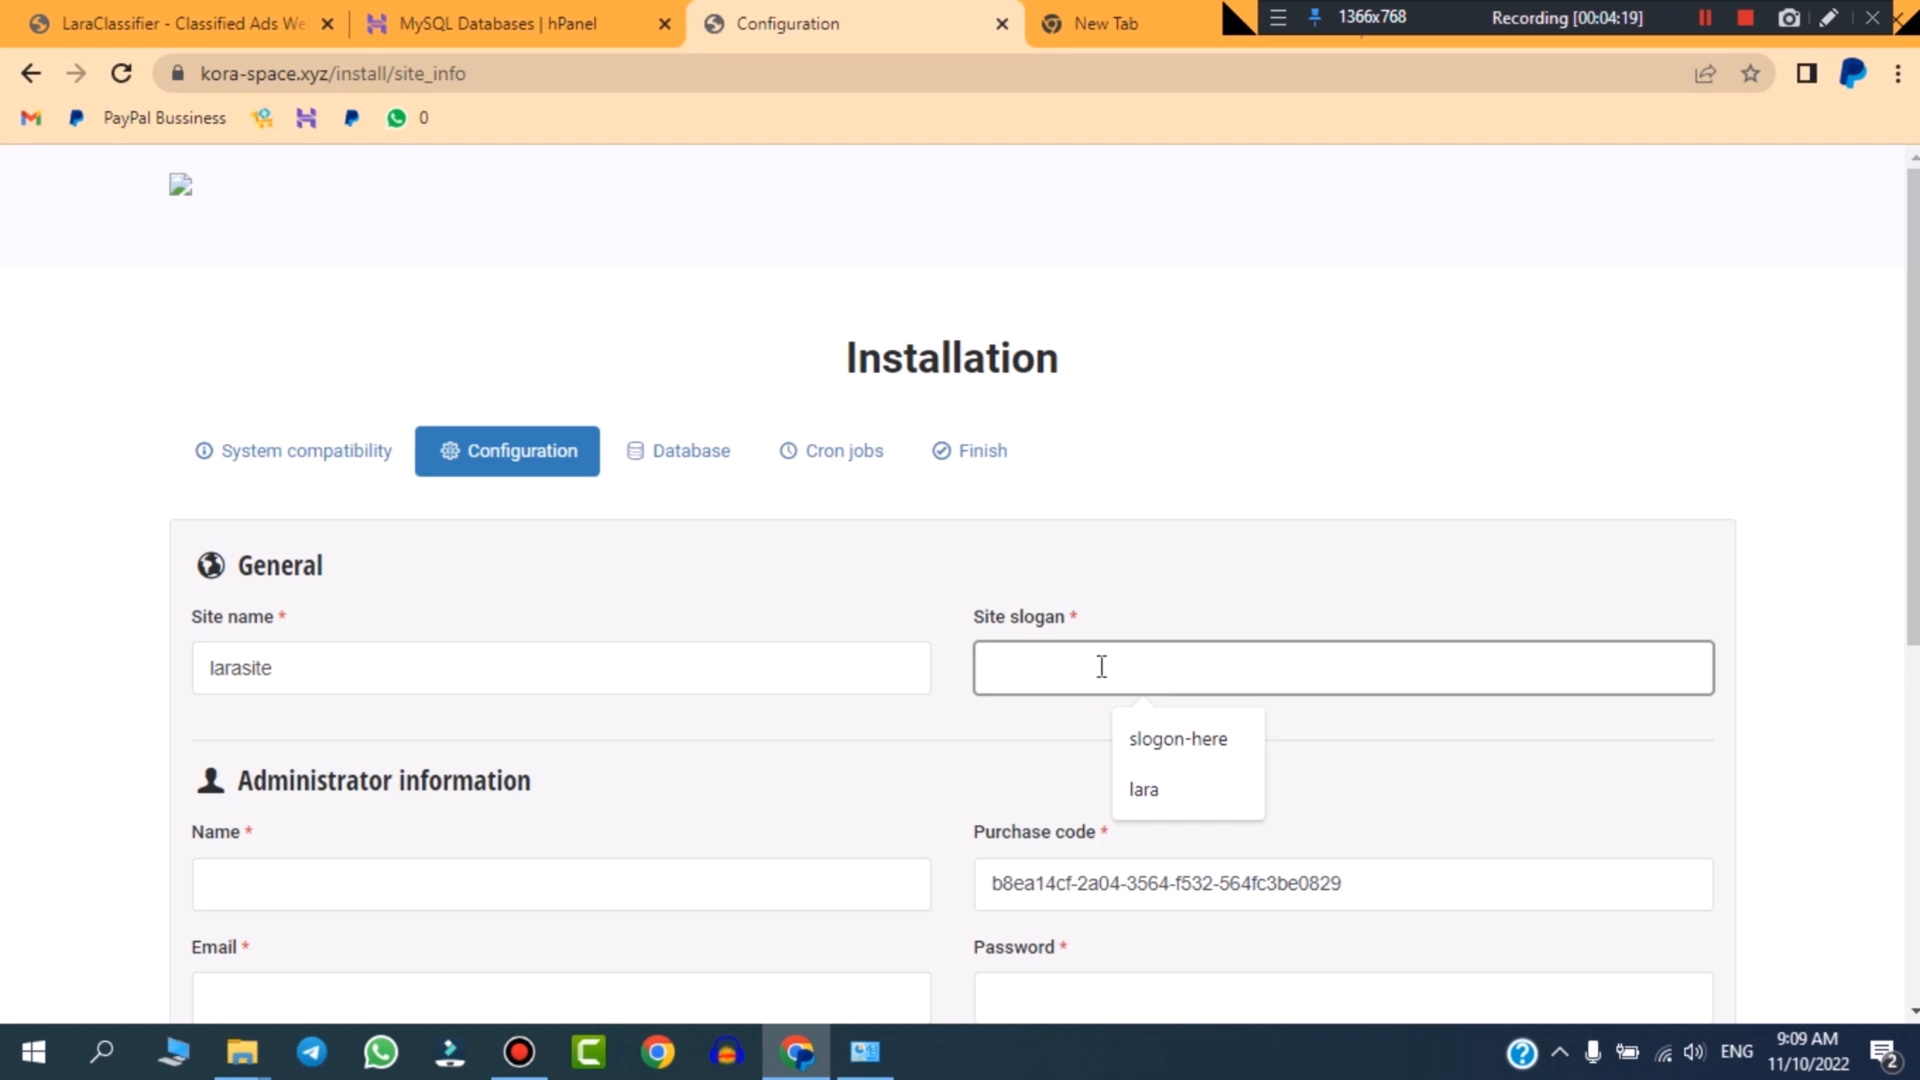 LaraClassifier - Classified Ads We
MySQL Databases | hPanel
Configuration
New Tab
1366x768
Recording [00:04:19]
kora-space.xyz/install/site_info
PayPal Bussiness
0
Installation
System compatibility
Configuration
Database
Cron jobs
Finish
General
Site name *
Site slogan *
larasite
slogon-here
lara
Administrator information
Name *
Purchase code *
b8ea14cf-2a04-3564-f532-564fc3be0829
Email *
Password *
ENG
9:09 AM
11/10/2022
2